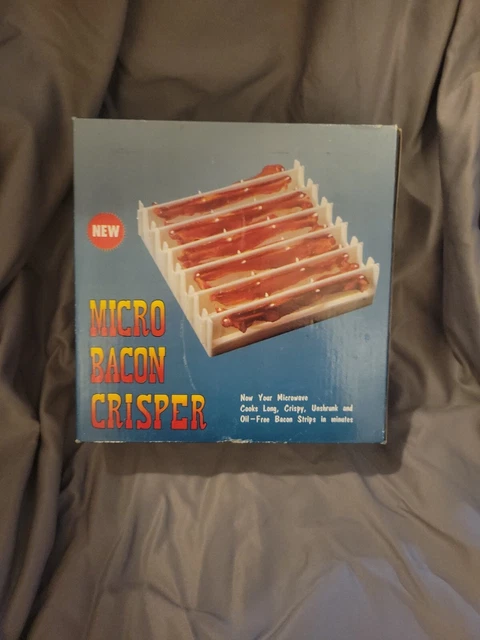 NEW
MICRO
BACON
CRISPER
Now Your Microwave
Cooks Long, Crispy, Unshrunk and
Oil-Free Bacon Strips in minutes